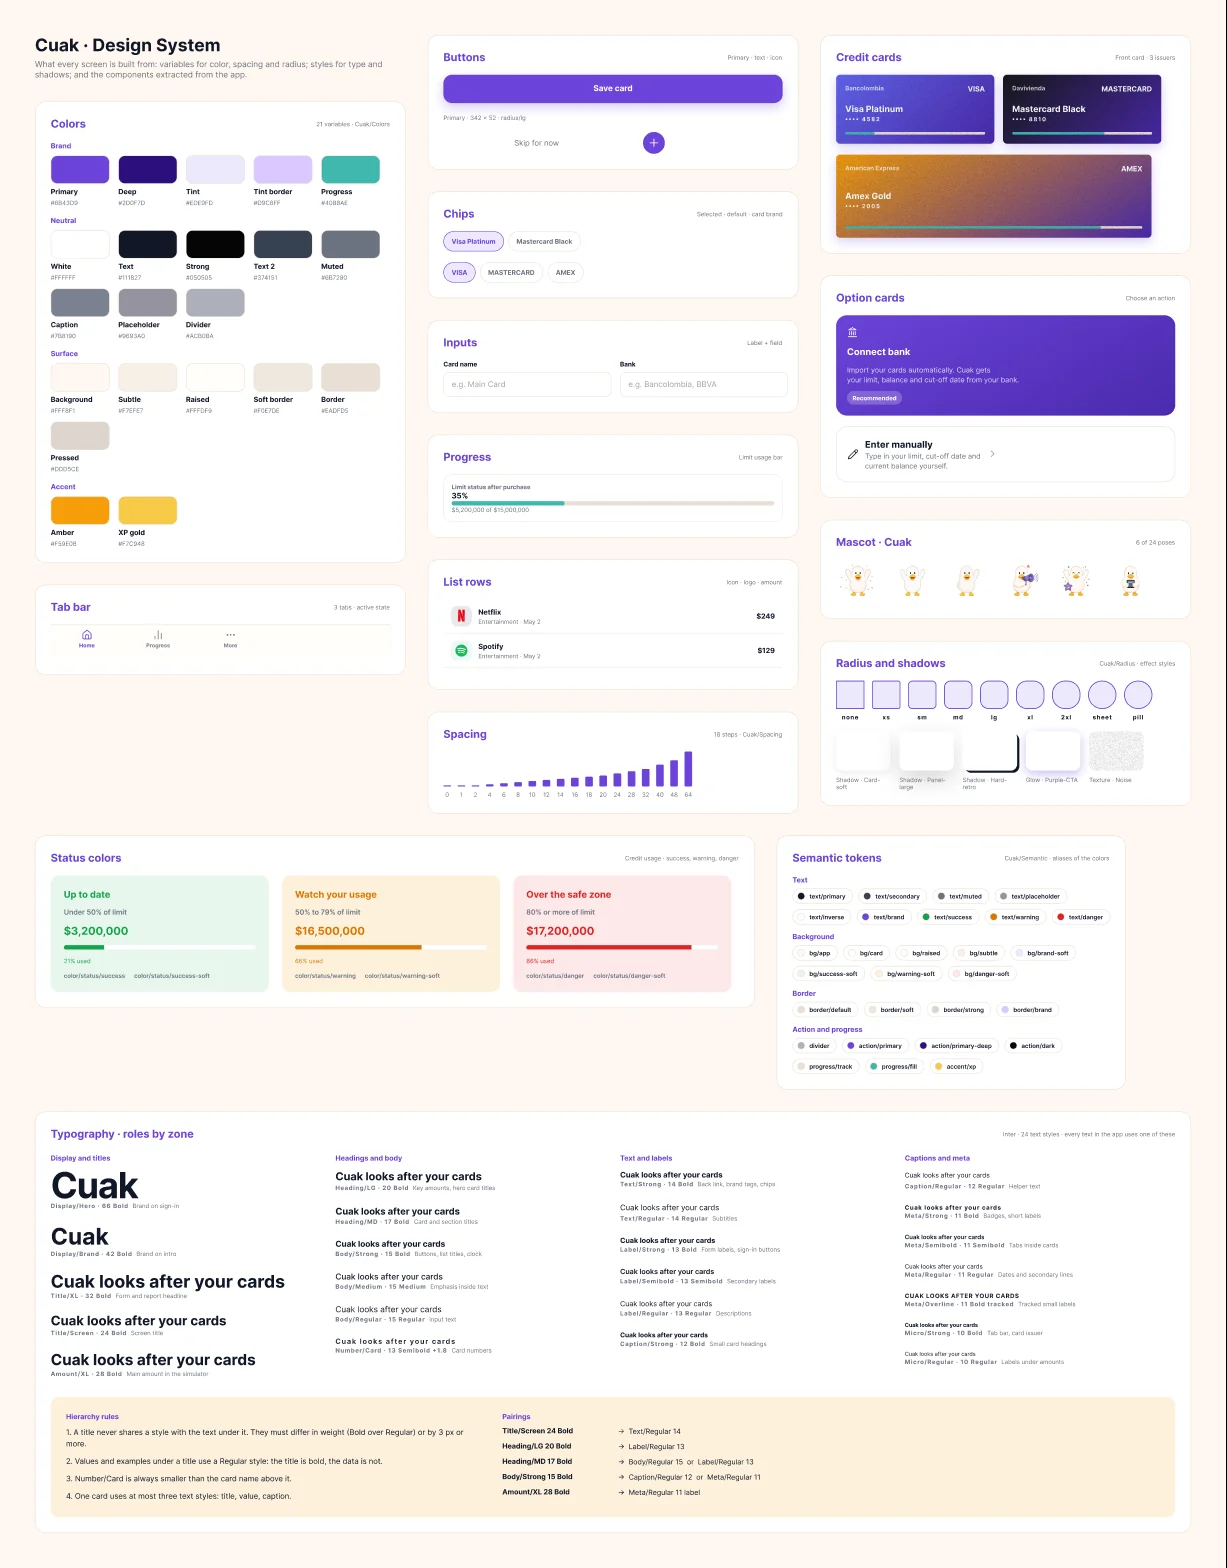 Cuak · Design System
What every screen is built from: variables for color, spacing and radius; styles for type and
shadows; and the components extracted from the app.
Colors
21 variables · Cuak/Colors
Brand
Primary
Deep
Tint
Tint border
Progress
#6B43D9
#2D0F7D
#EDE9FD
#D9C6FF
#40B8AE
Neutral
White
Text
Strong
Text 2
Muted
#FFFFFF
#111827
#050505
#374151
#6B7280
Caption
Placeholder
Divider
#7B8190
#9693A0
#ACB0BA
Surface
Background
Subtle
Raised
Soft border
Border
#FFF8F1
#F7EFE7
#FFFDF9
#F0E7DE
#EADFD5
Pressed
#DDD5CE
Accent
Amber
XP gold
#F59E0B
#F7C948
Tab bar
3 tabs · active state
Home
Progress
More
Buttons
Primary · text · icon
Save card
Primary · 342 × 52 · radius/lg
Skip for now
Chips
Selected · default · card brand
Visa Platinum
Mastercard Black
VISA
MASTERCARD
AMEX
Inputs
Label + field
Card name
Bank
e.g. Main Card
e.g. Bancolombia, BBVA
Progress
Limit usage bar
Limit status after purchase
35%
$5,200,000 of $15,000,000
List rows
Icon · logo · amount
Netflix
Entertainment · May 2
$249
Spotify
Entertainment · May 2
$129
Spacing
18 steps · Cuak/Spacing
0 1 2 4 6 8 10 12 14 16 18 20 24 28 32 40 48 64
Credit cards
Front card · 3 issuers
Bancolombia
VISA
Visa Platinum
•••• 4582
Davivienda
MASTERCARD
Mastercard Black
•••• 8810
American Express
AMEX
Amex Gold
•••• 2005
Option cards
Choose an action
Connect bank
Import your cards automatically. Cuak gets
your limit, balance and cut-off date from your bank.
Recommended
Enter manually
Type in your limit, cut-off date and
current balance yourself.
Mascot · Cuak
6 of 24 poses
Radius and shadows
Cuak/Radius · effect styles
none
xs
sm
md
lg
xl
2xl
sheet
pill
Shadow · Card-
soft
Shadow · Panel-
large
Shadow · Hard-
retro
Glow · Purple-CTA
Texture · Noise
Status colors
Credit usage · success, warning, danger
Up to date
Under 50% of limit
$3,200,000
21% used
color/status/success
color/status/success-soft
Watch your usage
50% to 79% of limit
$16,500,000
66% used
color/status/warning
color/status/warning-soft
Over the safe zone
80% or more of limit
$17,200,000
86% used
color/status/danger
color/status/danger-soft
Semantic tokens
Cuak/Semantic · aliases of the colors
Text
text/primary
text/secondary
text/muted
text/placeholder
text/inverse
text/brand
text/success
text/warning
text/danger
Background
bg/app
bg/card
bg/raised
bg/subtle
bg/brand-soft
bg/success-soft
bg/warning-soft
bg/danger-soft
Border
border/default
border/soft
border/strong
border/brand
Action and progress
divider
action/primary
action/primary-deep
action/dark
progress/track
progress/fill
accent/xp
Typography · roles by zone
Inter · 24 text styles · every text in the app uses one of these
Display and titles
Cuak
Display/Hero · 66 Bold Brand on sign-in
Cuak
Display/Brand · 42 Bold Brand on intro
Cuak looks after your cards
Title/XL · 32 Bold Form and report headline
Cuak looks after your cards
Title/Screen · 24 Bold Screen title
Cuak looks after your cards
Amount/XL · 28 Bold Main amount in the simulator
Headings and body
Cuak looks after your cards
Heading/LG · 20 Bold Key amounts, hero card titles
Cuak looks after your cards
Heading/MD · 17 Bold Card and section titles
Cuak looks after your cards
Body/Strong · 15 Bold Buttons, list titles, clock
Cuak looks after your cards
Body/Medium · 15 Medium Emphasis inside text
Cuak looks after your cards
Body/Regular · 15 Regular Input text
Cuak looks after your cards
Number/Card · 13 Semibold +1.8 Card numbers
Text and labels
Cuak looks after your cards
Text/Strong · 14 Bold Back link, brand tags, chips
Cuak looks after your cards
Text/Regular · 14 Regular Subtitles
Cuak looks after your cards
Label/Strong · 13 Bold Form labels, sign-in buttons
Cuak looks after your cards
Label/Semibold · 13 Semibold Secondary labels
Cuak looks after your cards
Label/Regular · 13 Regular Descriptions
Cuak looks after your cards
Caption/Strong · 12 Bold Small card headings
Captions and meta
Cuak looks after your cards
Caption/Regular · 12 Regular Helper text
Cuak looks after your cards
Meta/Strong · 11 Bold Badges, short labels
Cuak looks after your cards
Meta/Semibold · 11 Semibold Tabs inside cards
Cuak looks after your cards
Meta/Regular · 11 Regular Dates and secondary lines
CUAK LOOKS AFTER YOUR CARDS
Meta/Overline · 11 Bold tracked Tracked small labels
Cuak looks after your cards
Micro/Strong · 10 Bold Tab bar, card issuer
Cuak looks after your cards
Micro/Regular · 10 Regular Labels under amounts
Hierarchy rules
1. A title never shares a style with the text under it. They must differ in weight (Bold over Regular) or by 3 px or
more.
2. Values and examples under a title use a Regular style: the title is bold, the data is not.
3. Number/Card is always smaller than the card name above it.
4. One card uses at most three text styles: title, value, caption.
Pairings
Title/Screen 24 Bold → Text/Regular 14
Heading/LG 20 Bold → Label/Regular 13
Heading/MD 17 Bold → Body/Regular 15 or Label/Regular 13
Body/Strong 15 Bold → Caption/Regular 12 or Meta/Regular 11
Amount/XL 28 Bold → Meta/Regular 11 label